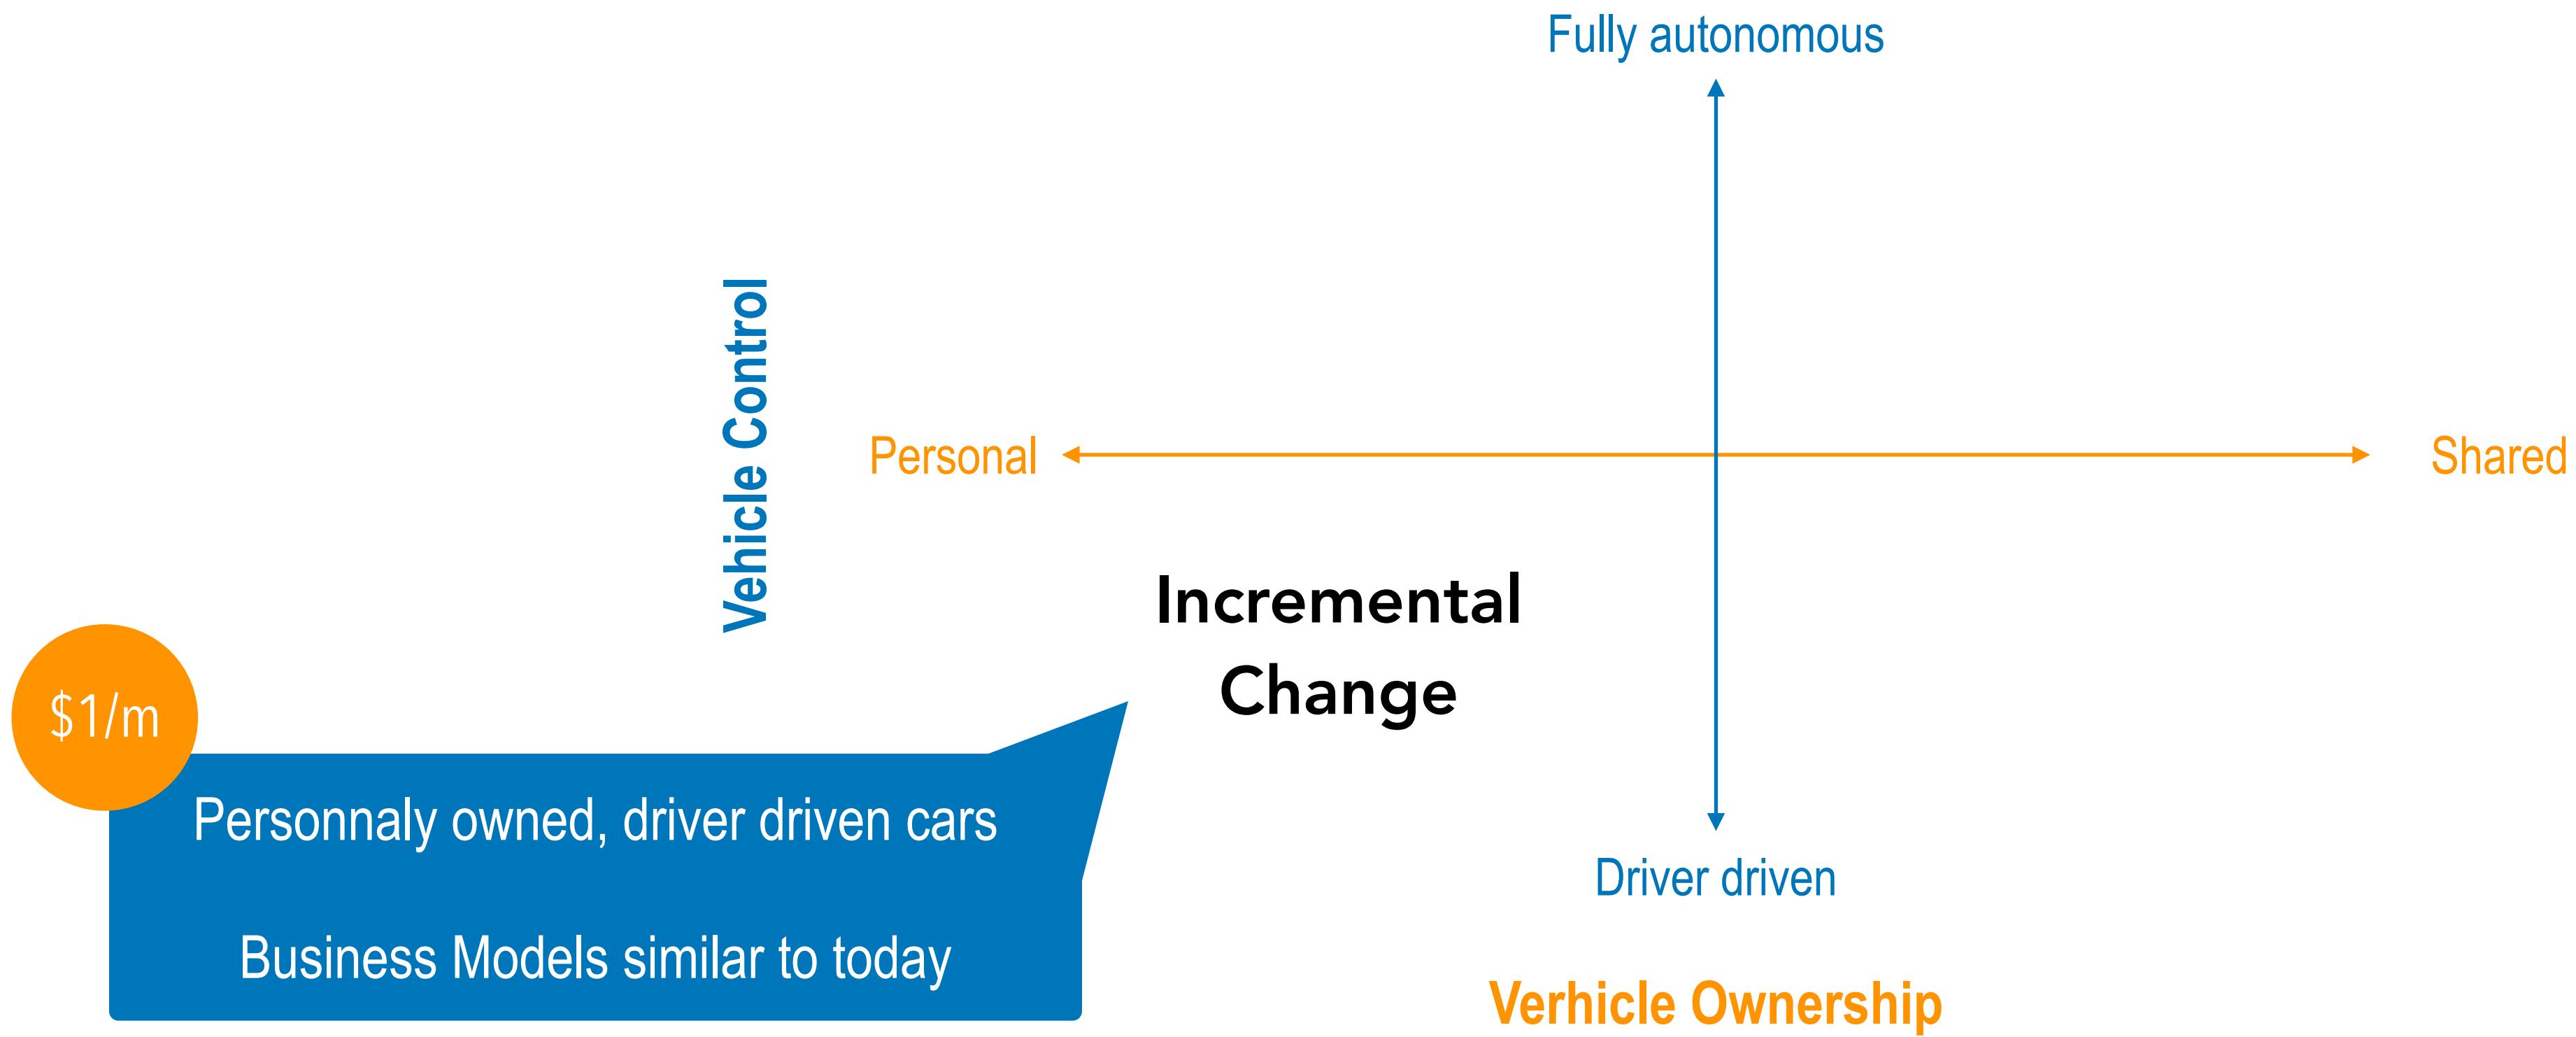 Fully autonomous
Vehicle Control
Personal
Shared
Incremental
Change
$1/m
Personnaly owned, driver driven cars
Business Models similar to today
Driver driven
Verhicle Ownership